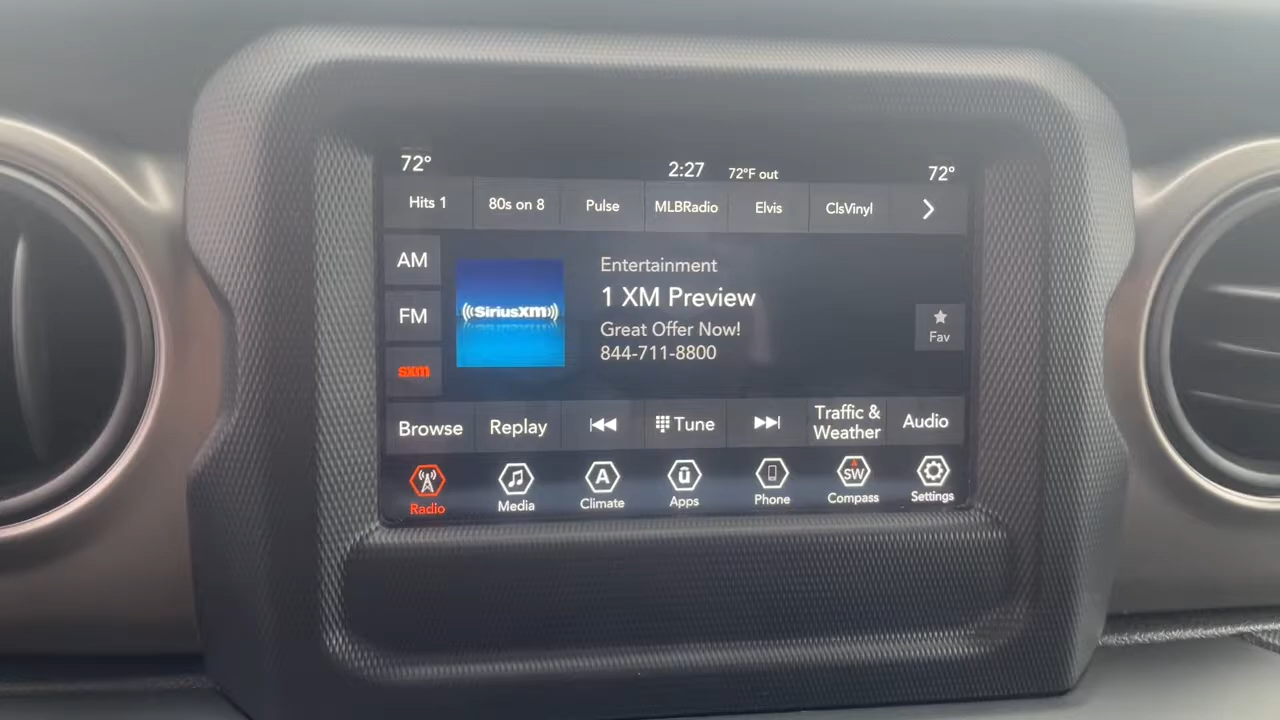 72°
2:27
72°F out
72°
Hits 1
80s on 8
Pulse
MLBRadio
Elvis
ClsVinyl
AM
FM
sxm
((SiriusXM))
Entertainment
1 XM Preview
Great Offer Now!
844-711-8800
Fav
Browse
Replay
Tune
Traffic &
Weather
Audio
A
ū
SW
Radio
Media
Climate
Apps
Phone
Compass
Settings